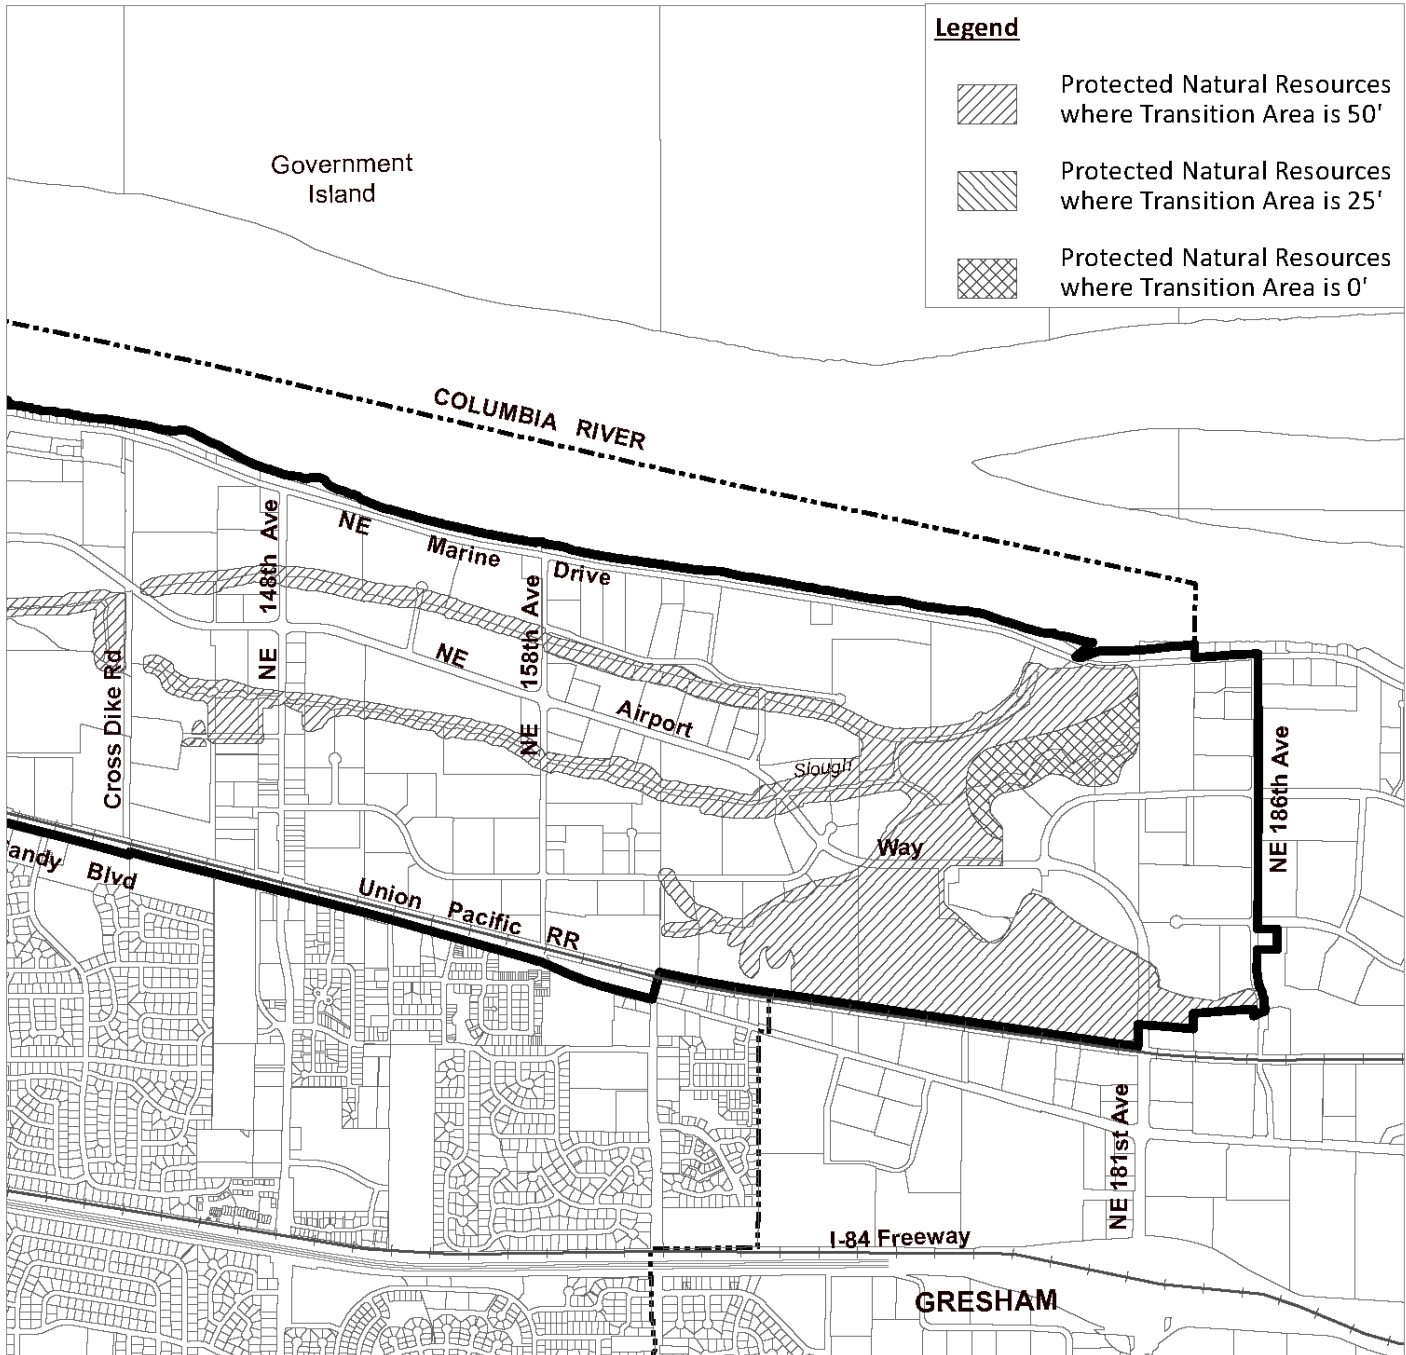 Legend
Protected Natural Resources
where Transition Area is 50'
Protected Natural Resources
where Transition Area is 25'
Protected Natural Resources
where Transition Area is 0'
Government
Island
COLUMBIA RIVER
NE Marine Drive
NE 148th Ave
NE 158th Ave
NE Airport Way
Slough
Cross Dike Rd
NE 186th Ave
andy Blvd
Union Pacific RR
NE 181st Ave
I-84 Freeway
GRESHAM